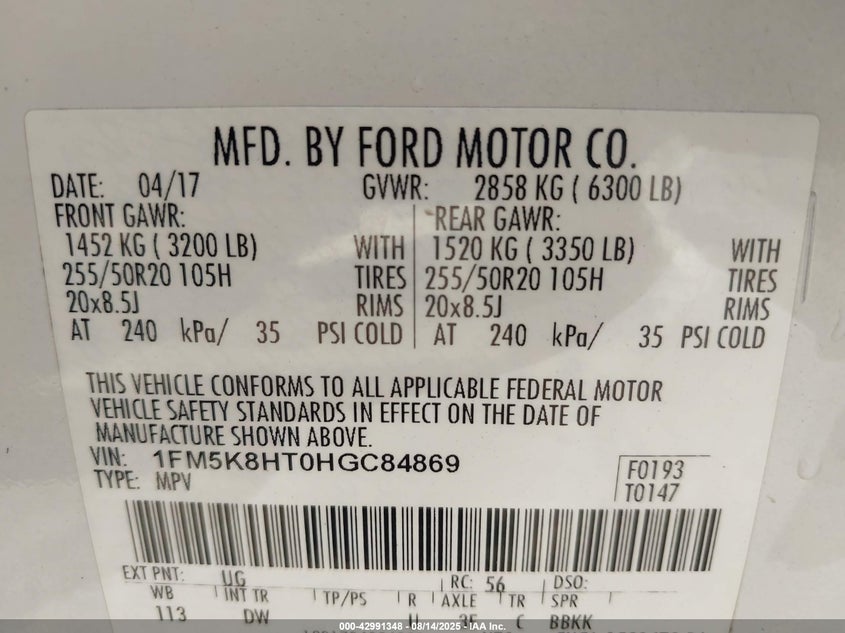 MFD. BY FORD MOTOR CO.
DATE: 04/17 GVWR: 2858 KG ( 6300 LB)
FRONT GAWR: REAR GAWR:
1452 KG ( 3200 LB) WITH 1520 KG ( 3350 LB) WITH
255/50R20 105H TIRES 255/50R20 105H TIRES
20x8.5J RIMS 20x8.5J RIMS
AT 240 kPa/ 35 PSI COLD AT 240 kPa/ 35 PSI COLD
THIS VEHICLE CONFORMS TO ALL APPLICABLE FEDERAL MOTOR
VEHICLE SAFETY STANDARDS IN EFFECT ON THE DATE OF
MANUFACTURE SHOWN ABOVE.
VIN: 1FM5K8HT0HGC84869 F0193
TYPE: MPV T0147
EXT PNT: UG RC: 56 DSO:
WB INT TR TP/PS R AXLE TR SPR
113 DW C BBKK
000-42991348 - 08/14/2025 - IAA Inc.